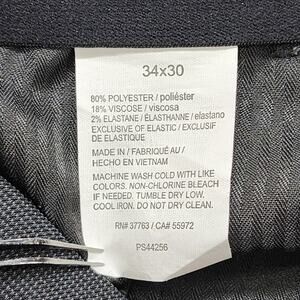 34x30
80% POLYESTER / poliéster
18% VISCOSE / viscosa
2% ELASTANE / ÉLASTHANNE / elastano
EXCLUSIVE OF ELASTIC / EXCLUSIF
DE ELASTIQUE
MADE IN / FABRIQUÉ AU /
HECHO EN VIETNAM
MACHINE WASH COLD WITH LIKE
COLORS. NON-CHLORINE BLEACH
IF NEEDED. TUMBLE DRY LOW.
COOL IRON. DO NOT DRY CLEAN.
RN# 37763 / CA# 55972
PS44256